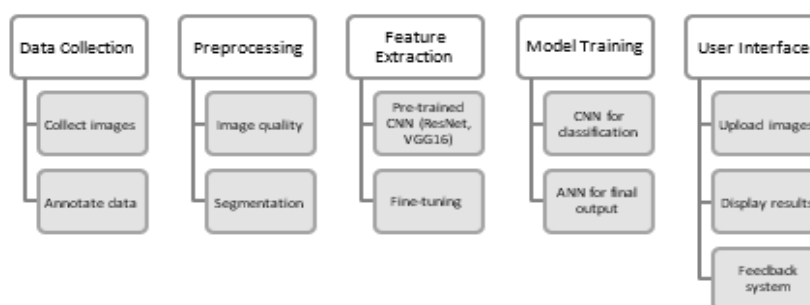 Data Collection
Collect images
Annotate data
Preprocessing
Image quality
Segmentation
Feature
Extraction
Pre-trained
CNN (ResNet,
VGG16)
Fine-tuning
Model Training
CNN for
classification
ANN for final
output
User Interface
Upload images
Display results
Feedback
system